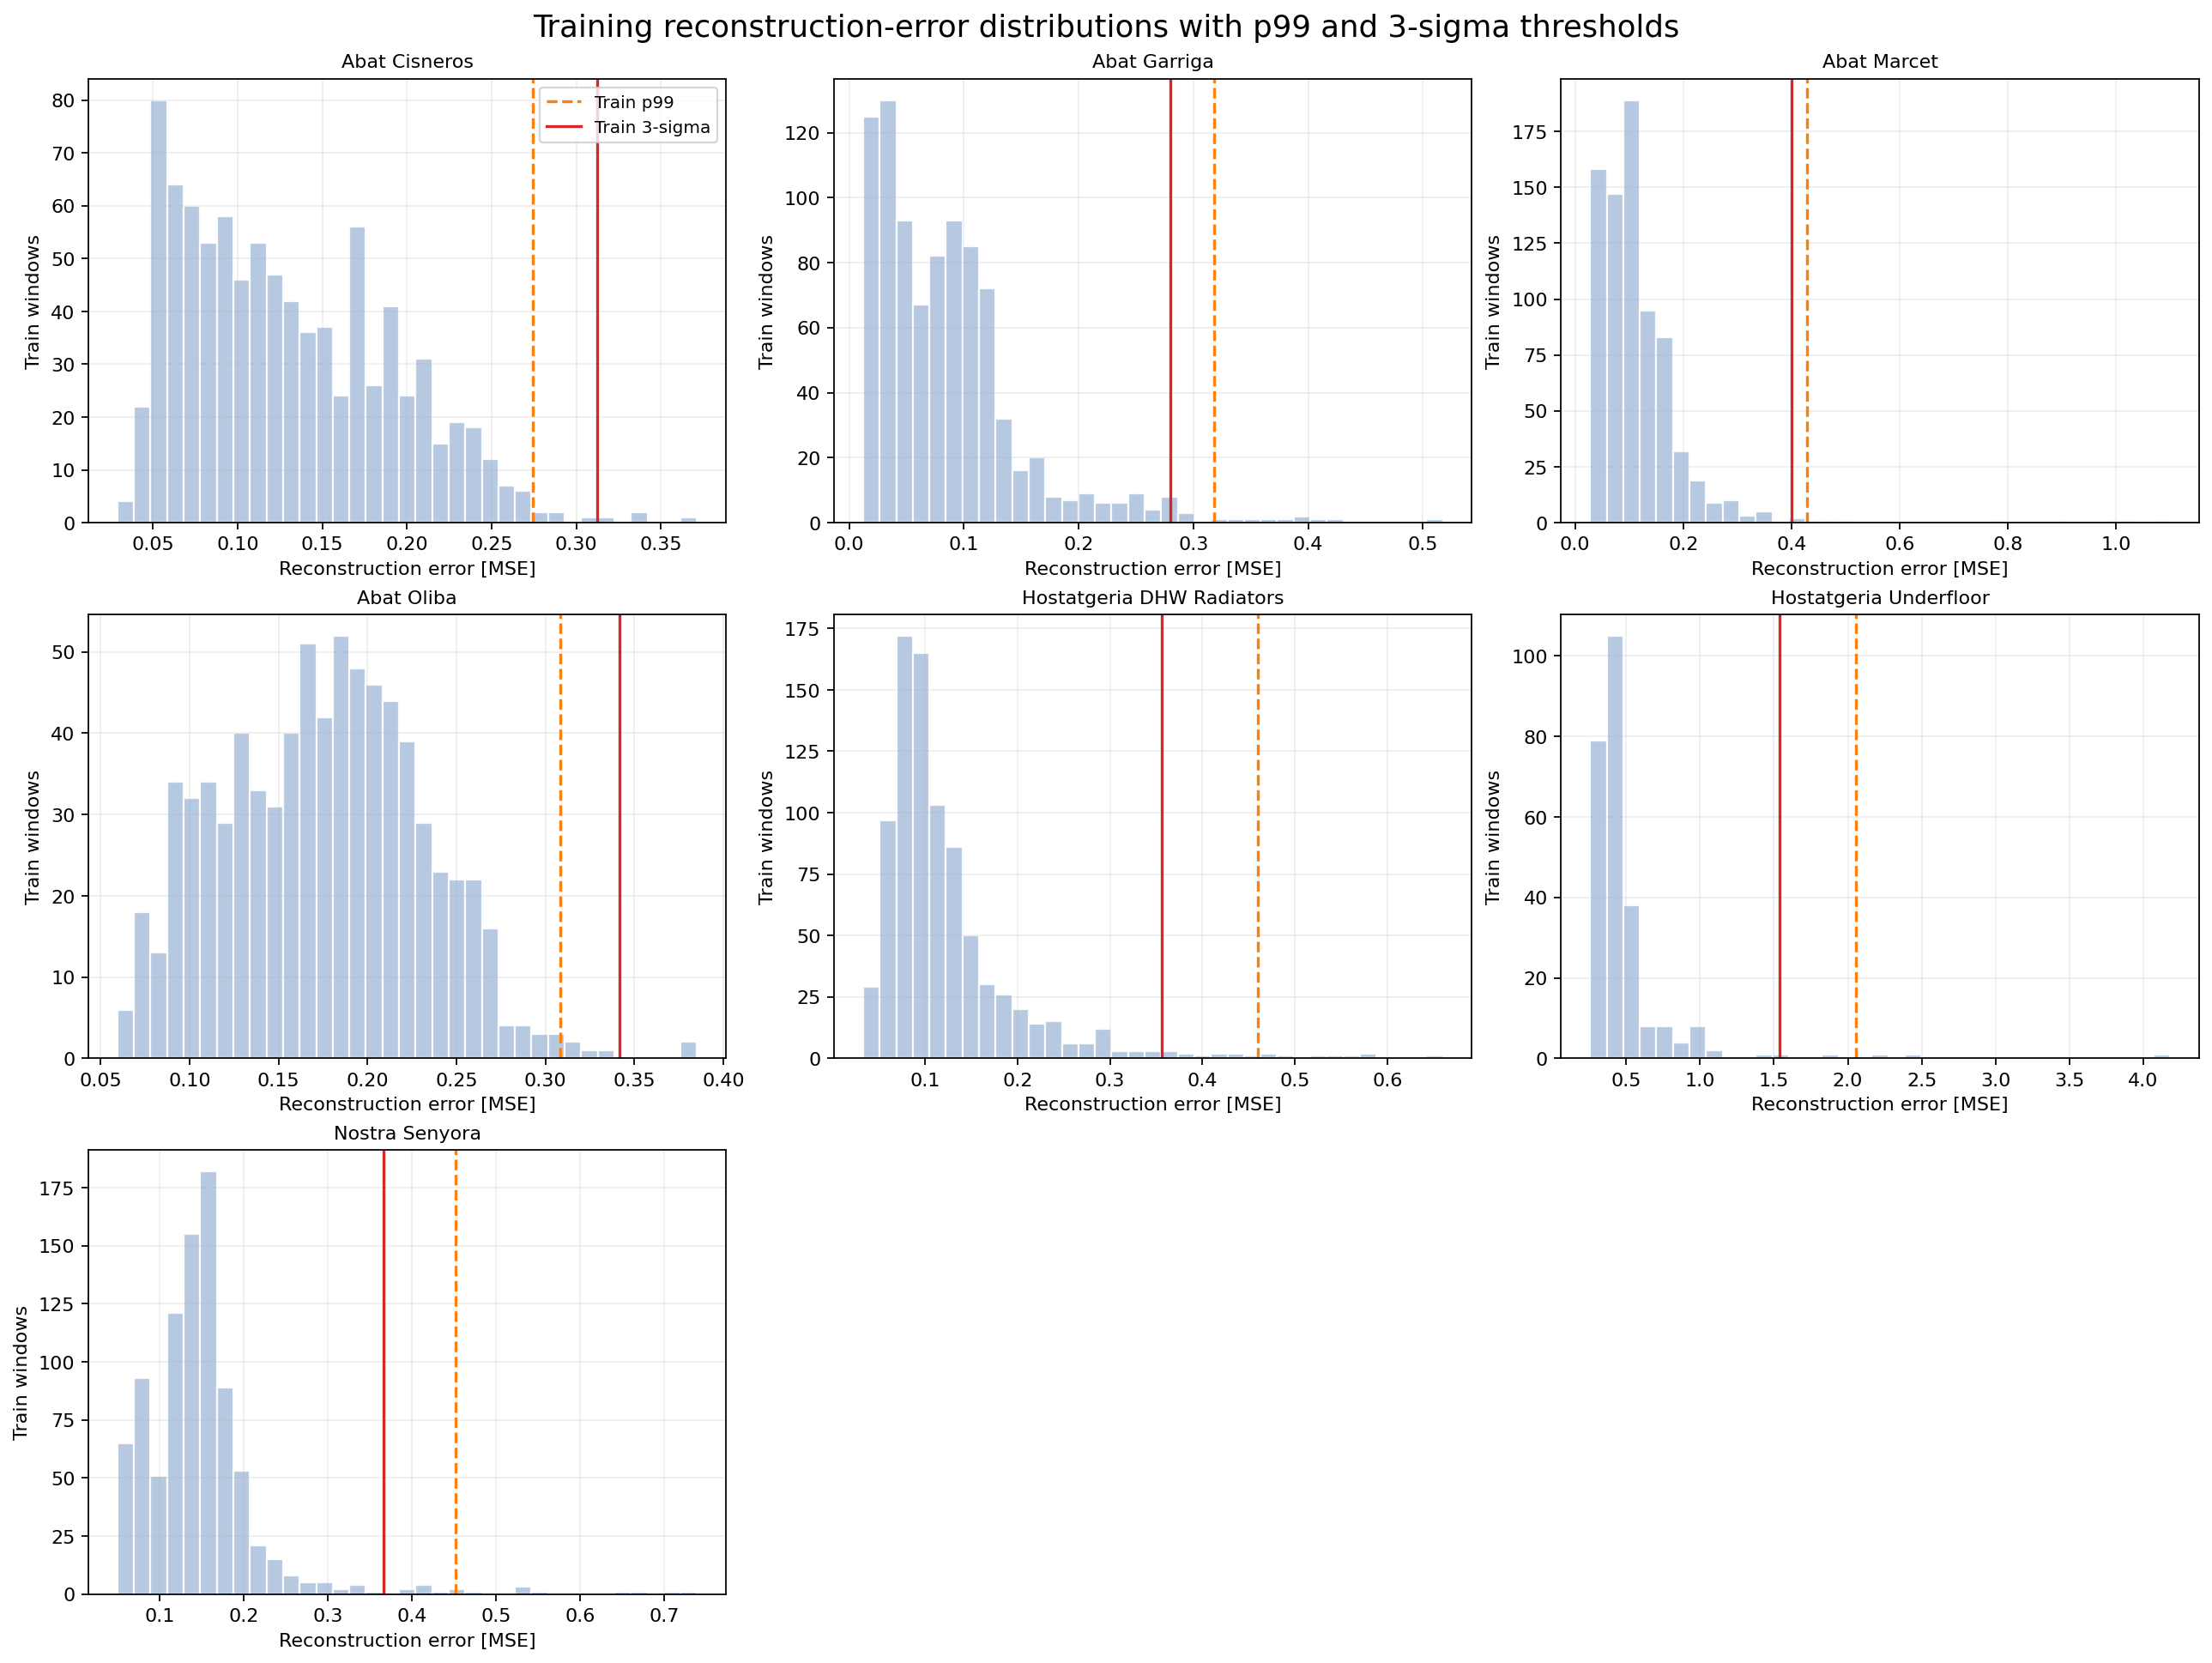 Training reconstruction-error distributions with p99 and 3-sigma thresholds
Abat Cisneros
Train p99
Train 3-sigma
80
70
60
50
40
30
20
10
0
Train windows
0.05 0.10 0.15 0.20 0.25 0.30 0.35
Reconstruction error [MSE]
Abat Garriga
120
100
80
60
40
20
0
Train windows
0.0 0.1 0.2 0.3 0.4 0.5
Reconstruction error [MSE]
Abat Marcet
175
150
125
100
75
50
25
0
Train windows
0.0 0.2 0.4 0.6 0.8 1.0
Reconstruction error [MSE]
Abat Oliba
50
40
30
20
10
0
Train windows
0.05 0.10 0.15 0.20 0.25 0.30 0.35 0.40
Reconstruction error [MSE]
Hostatgeria DHW Radiators
175
150
125
100
75
50
25
0
Train windows
0.1 0.2 0.3 0.4 0.5 0.6
Reconstruction error [MSE]
Hostatgeria Underfloor
100
80
60
40
20
0
Train windows
0.5 1.0 1.5 2.0 2.5 3.0 3.5 4.0
Reconstruction error [MSE]
Nostra Senyora
175
150
125
100
75
50
25
0
Train windows
0.1 0.2 0.3 0.4 0.5 0.6 0.7
Reconstruction error [MSE]